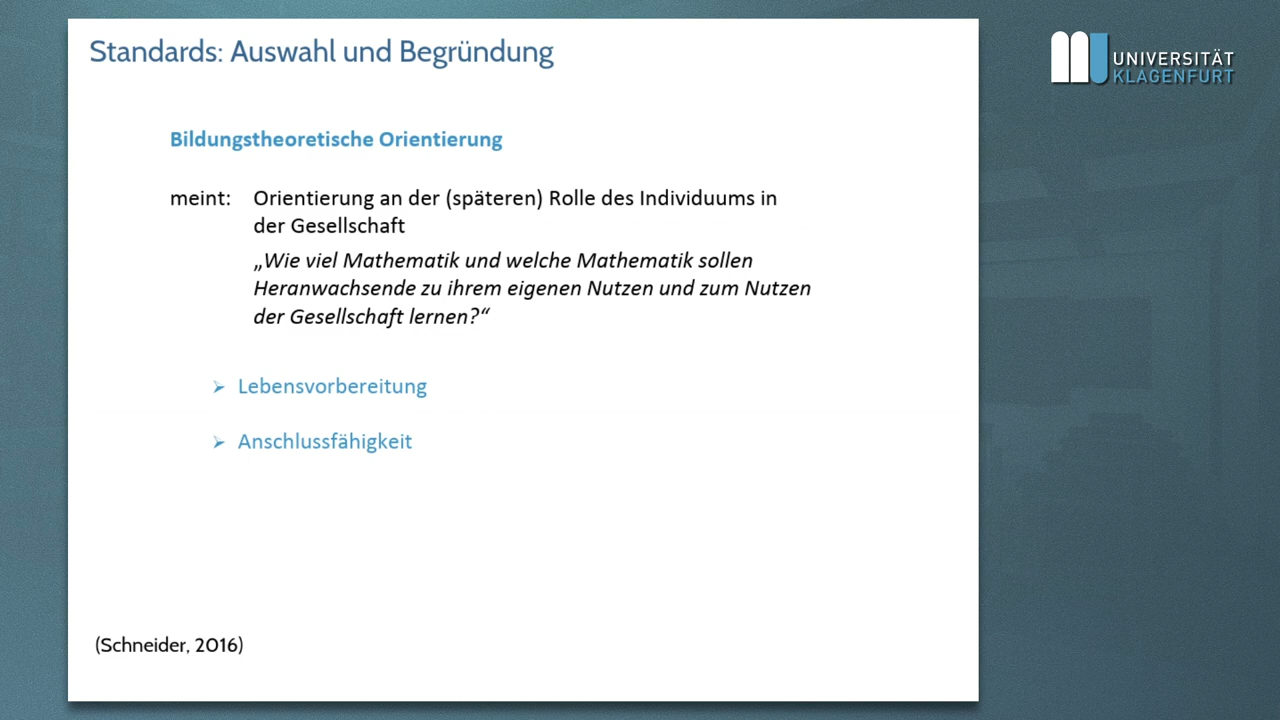 Standards: Auswahl und Begründung
UNIVERSITÄT
KLAGENFURT
Bildungstheoretische Orientierung
meint: Orientierung an der (späteren) Rolle des Individuums in
der Gesellschaft
„Wie viel Mathematik und welche Mathematik sollen
Heranwachsende zu ihrem eigenen Nutzen und zum Nutzen
der Gesellschaft lernen?“
➢ Lebensvorbereitung
➢ Anschlussfähigkeit
(Schneider, 2016)